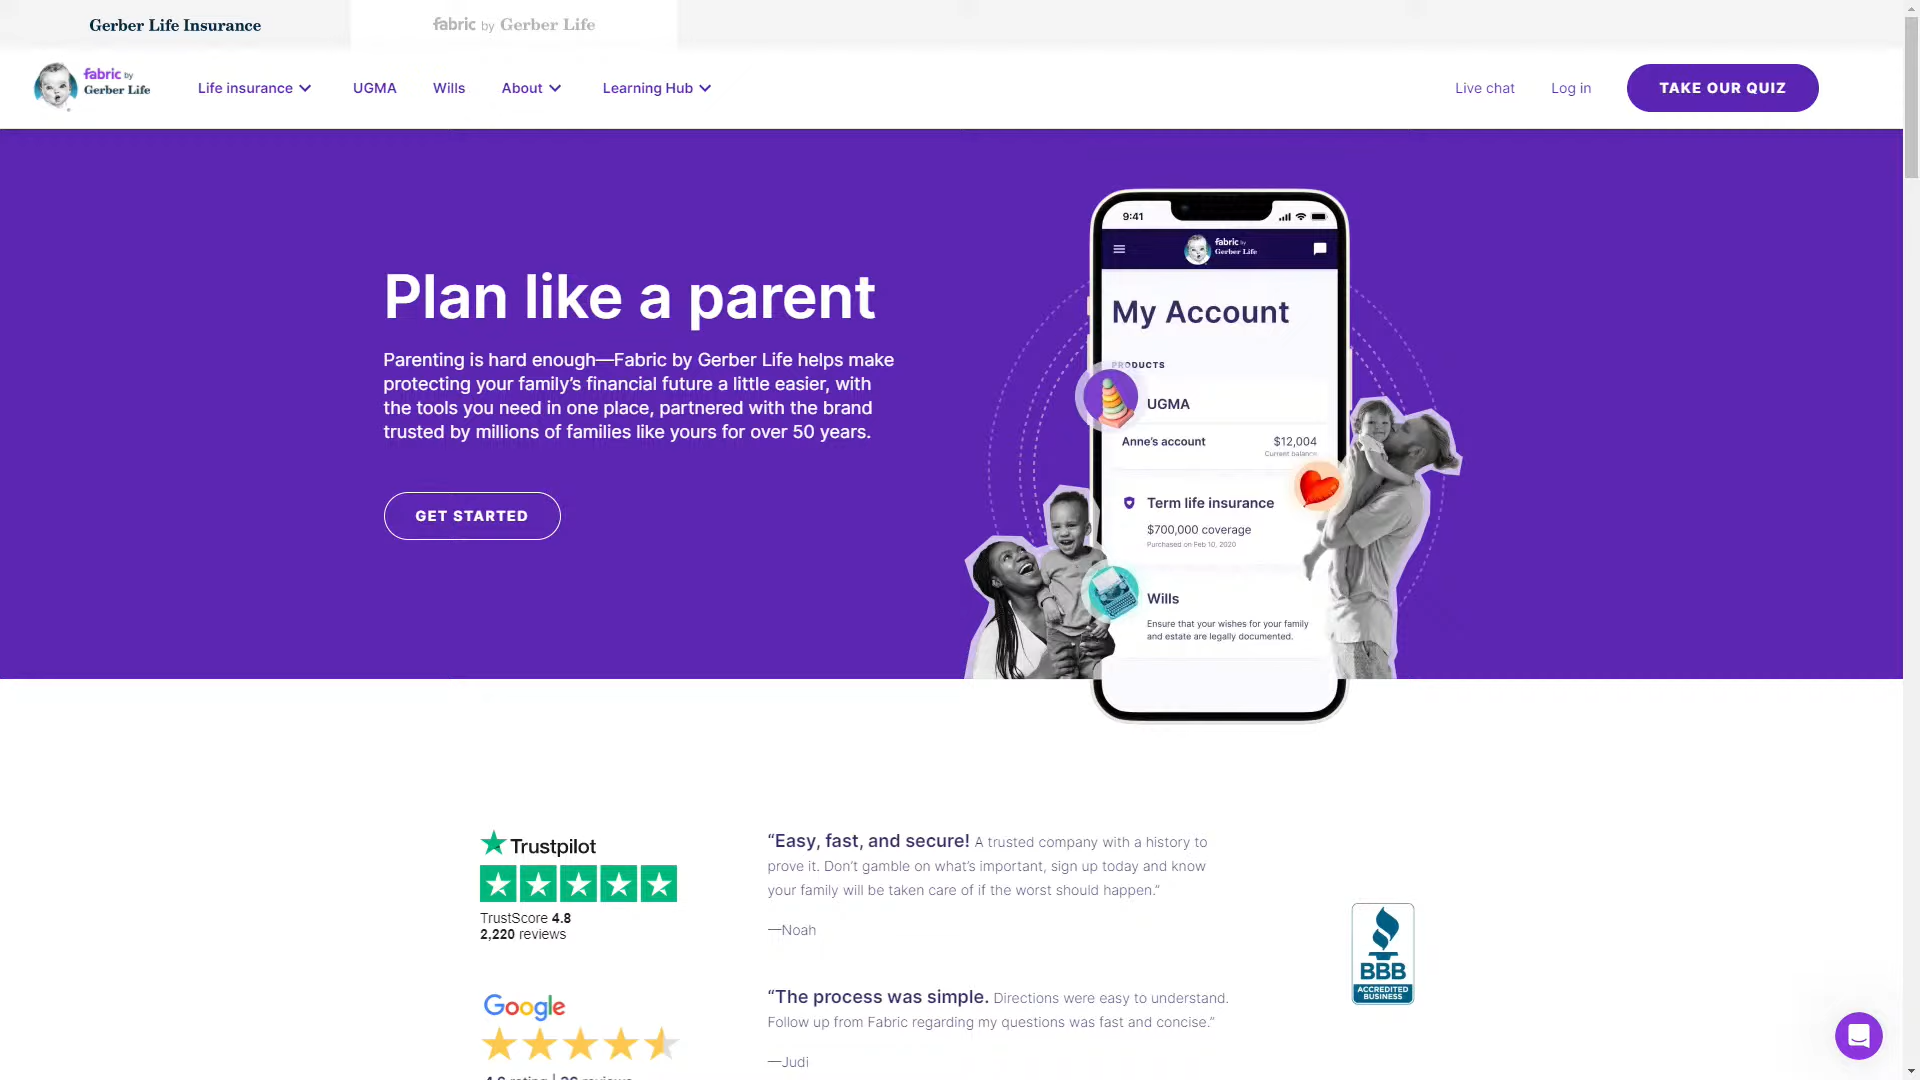 Gerber Life Insurance
fabric by Gerber Life
fabric by
Gerber Life
Life insurance
UGMA
Wills
About
Learning Hub
Live chat
Log in
TAKE OUR QUIZ
Plan like a parent
Parenting is hard enough—Fabric by Gerber Life helps make
protecting your family’s financial future a little easier, with
the tools you need in one place, partnered with the brand
trusted by millions of families like yours for over 50 years.
GET STARTED
9:41
fabric by
Gerber Life
My Account
PRODUCTS
UGMA
Anne’s account
$12,004
Current balance
Term life insurance
$700,000 coverage
Purchased on Feb 10, 2020
Wills
Ensure that your wishes for your family
and estate are legally documented.
Trustpilot
TrustScore 4.8
2,220 reviews
“Easy, fast, and secure! A trusted company with a history to
prove it. Don’t gamble on what’s important, sign up today and know
your family will be taken care of if the worst should happen.”
—Noah
Google
“The process was simple. Directions were easy to understand.
Follow up from Fabric regarding my questions was fast and concise.”
—Judi
BBB
ACCREDITED
BUSINESS